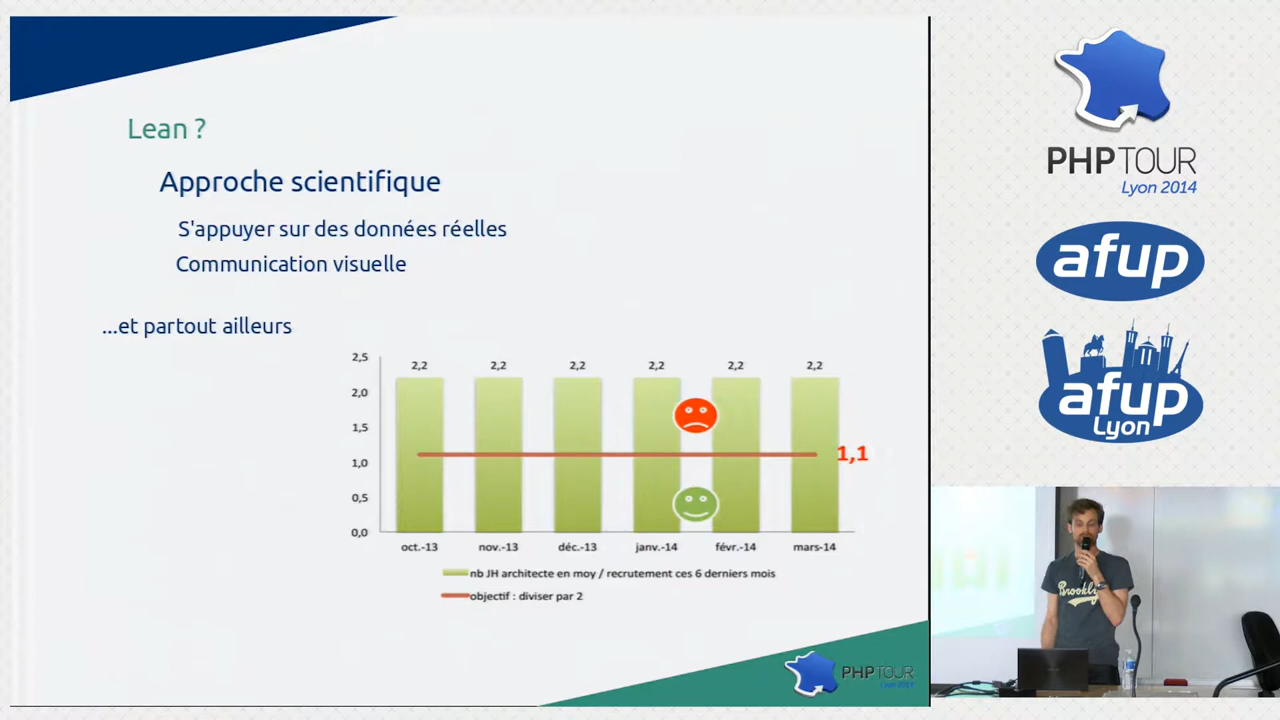 Lean ?
Approche scientifique
S'appuyer sur des données réelles
Communication visuelle
...et partout ailleurs
2,5
2,0
1,5
1,0
0,5
0,0
2,2
2,2
2,2
2,2
2,2
2,2
1,1
oct.-13
nov.-13
déc.-13
janv.-14
févr.-14
mars-14
nb JH architecte en moy / recrutement ces 6 derniers mois
objectif : diviser par 2
PHPTOUR
Lyon 2014
PHPTOUR
Lyon 2014
afup
afup
Lyon
Brooklyn